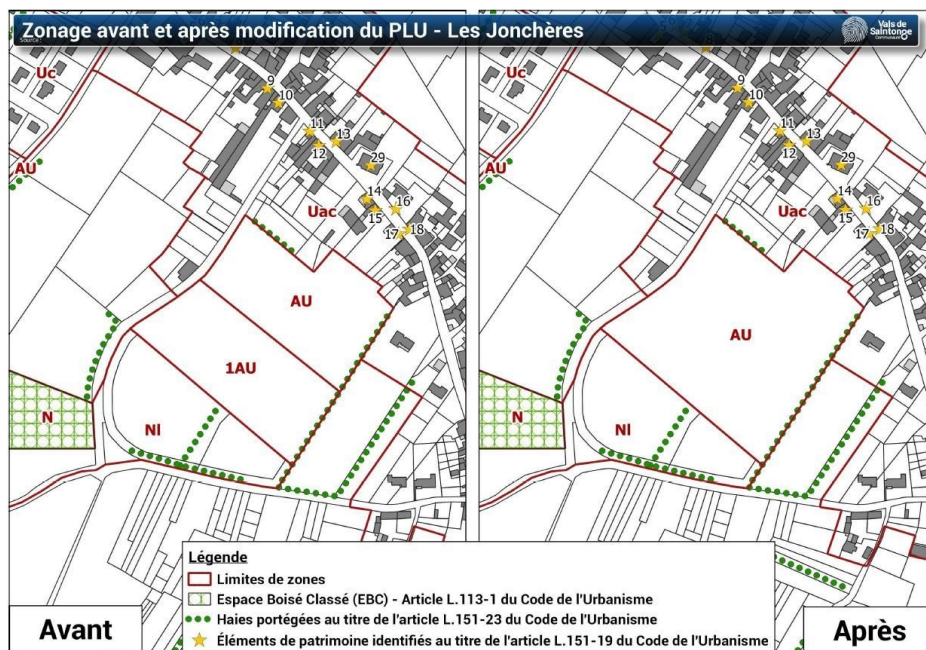 Zonage avant et après modification du PLU - Les Jonchères
Source :
Vals de
Saintonge
Communauté
Uc
9
10
11
13
12
29
AU
14
16
Uac
15
18
17
AU
1AU
N
Nl
Uc
9
10
11
13
12
29
AU
14
16
Uac
15
18
17
AU
N
Nl
Légende
Limites de zones
Espace Boisé Classé (EBC) - Article L.113-1 du Code de l'Urbanisme
Haies portégées au titre de l'article L.151-23 du Code de l'Urbanisme
Éléments de patrimoine identifiés au titre de l'article L.151-19 du Code de l'Urbanisme
Avant
Après